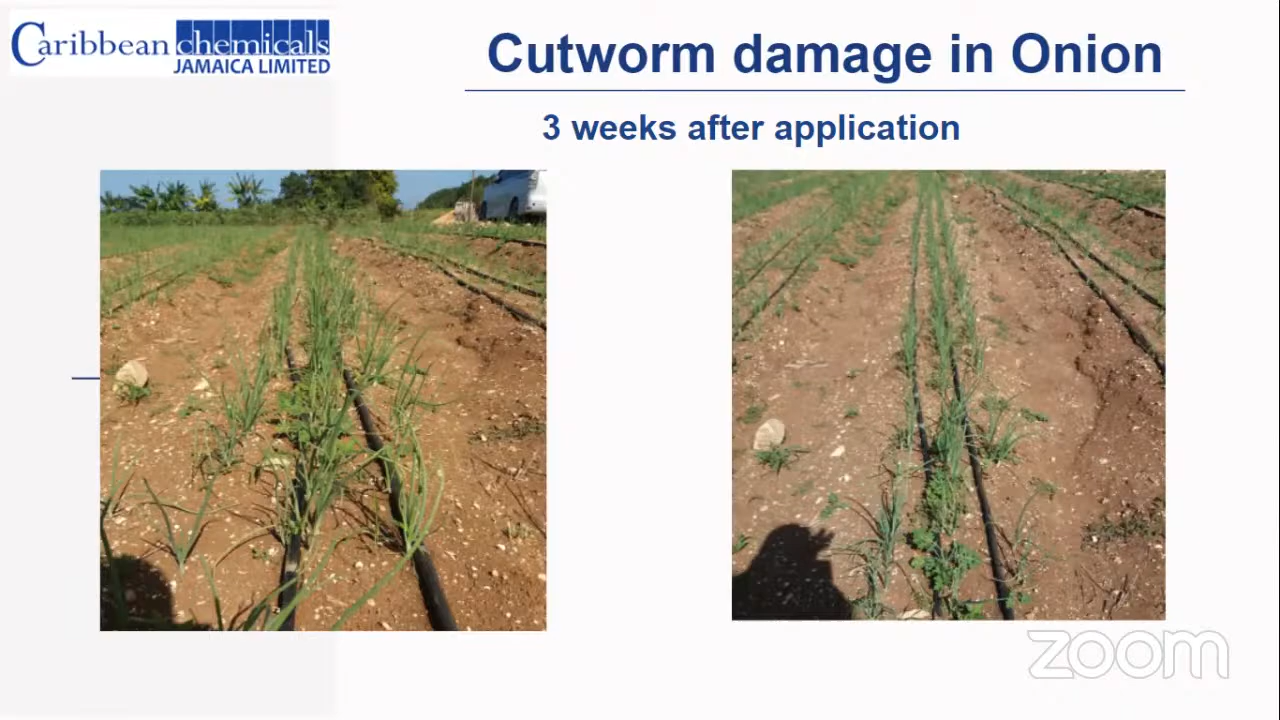 Caribbean chemicals
JAMAICA LIMITED
Cutworm damage in Onion
3 weeks after application
zoom